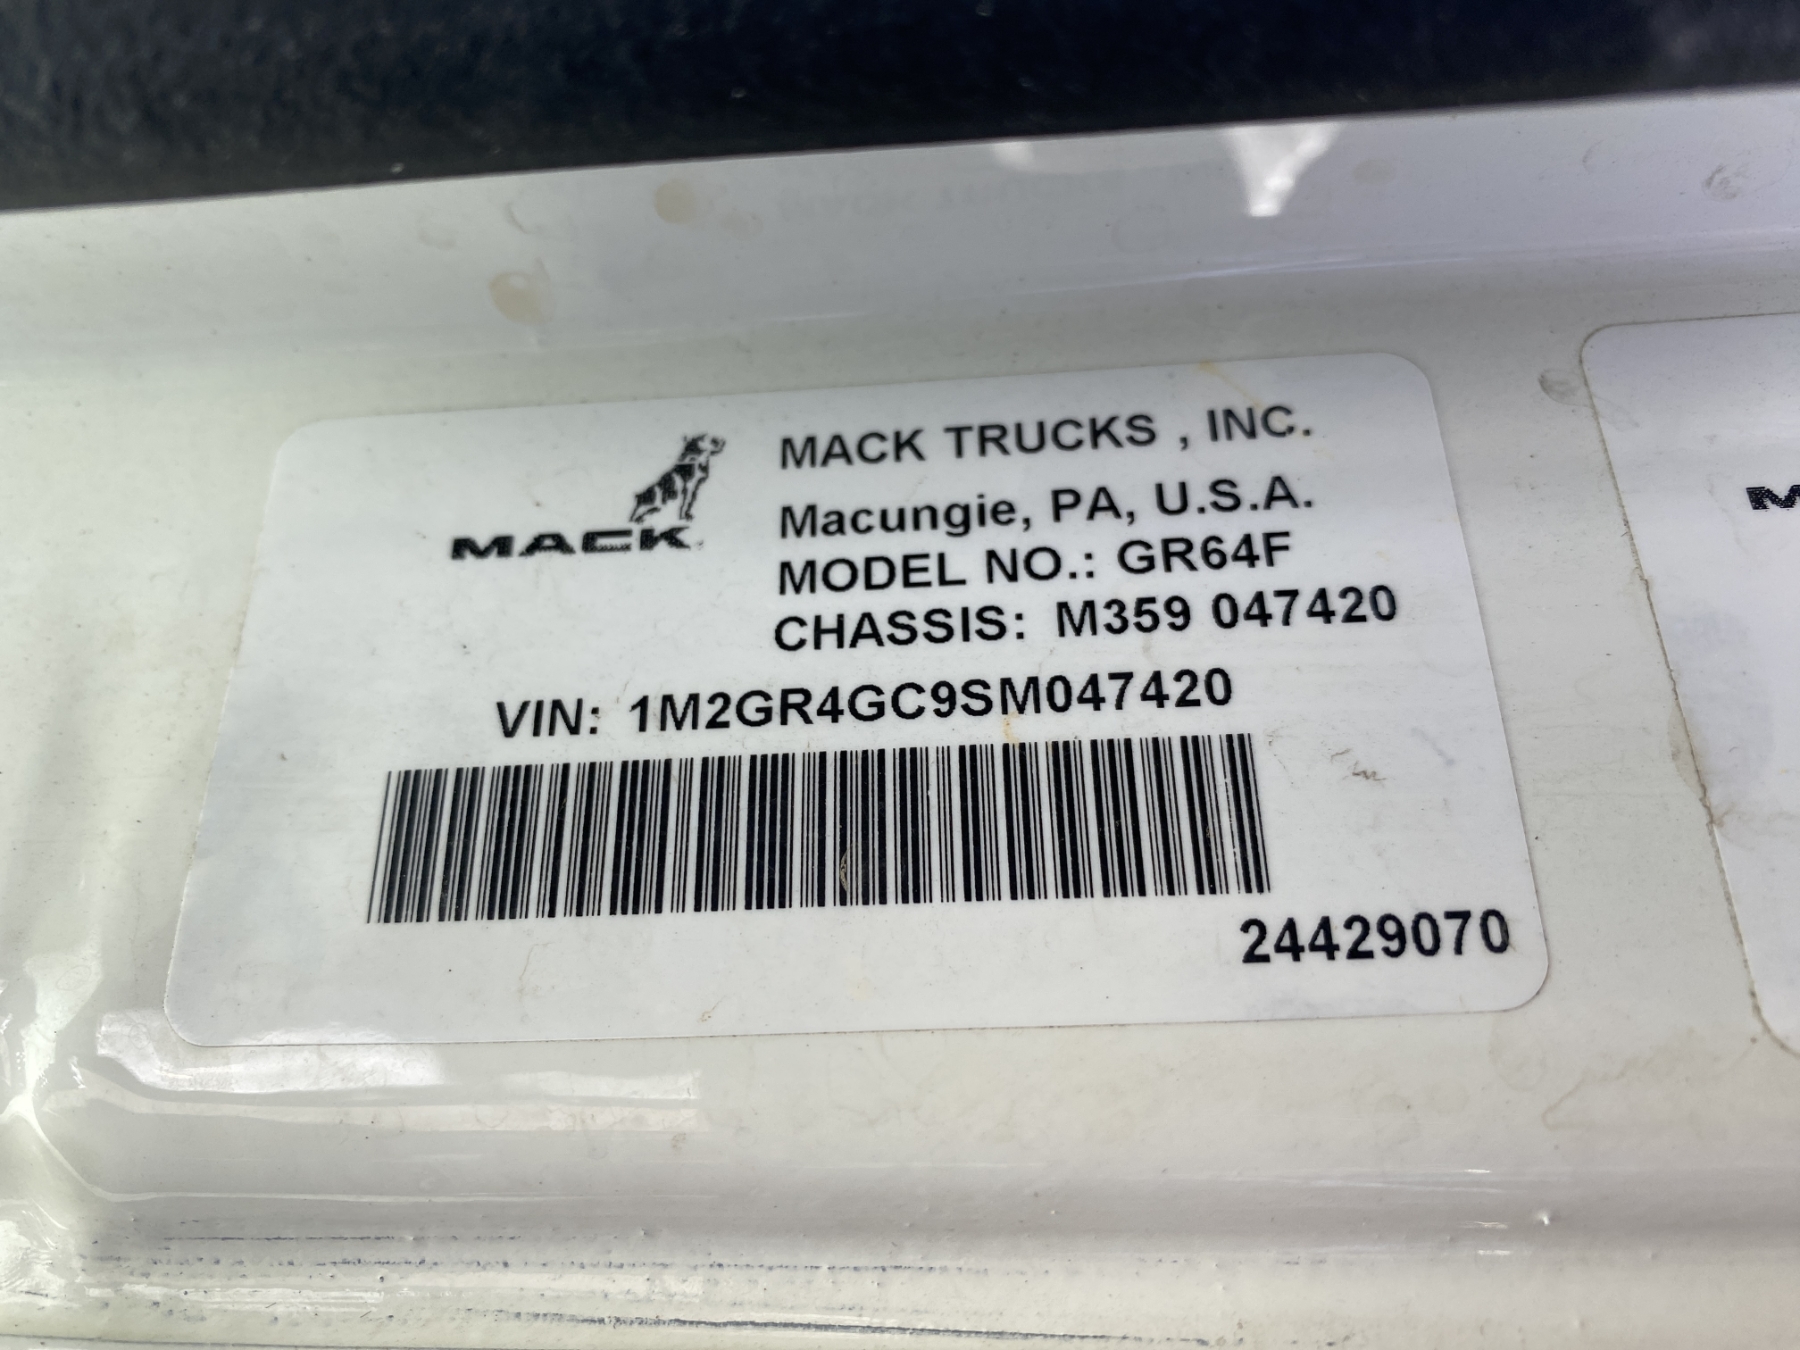 MACK
MACK TRUCKS , INC.
Macungie, PA, U.S.A.
MODEL NO.: GR64F
CHASSIS: M359 047420
VIN: 1M2GR4GC9SM047420
24429070